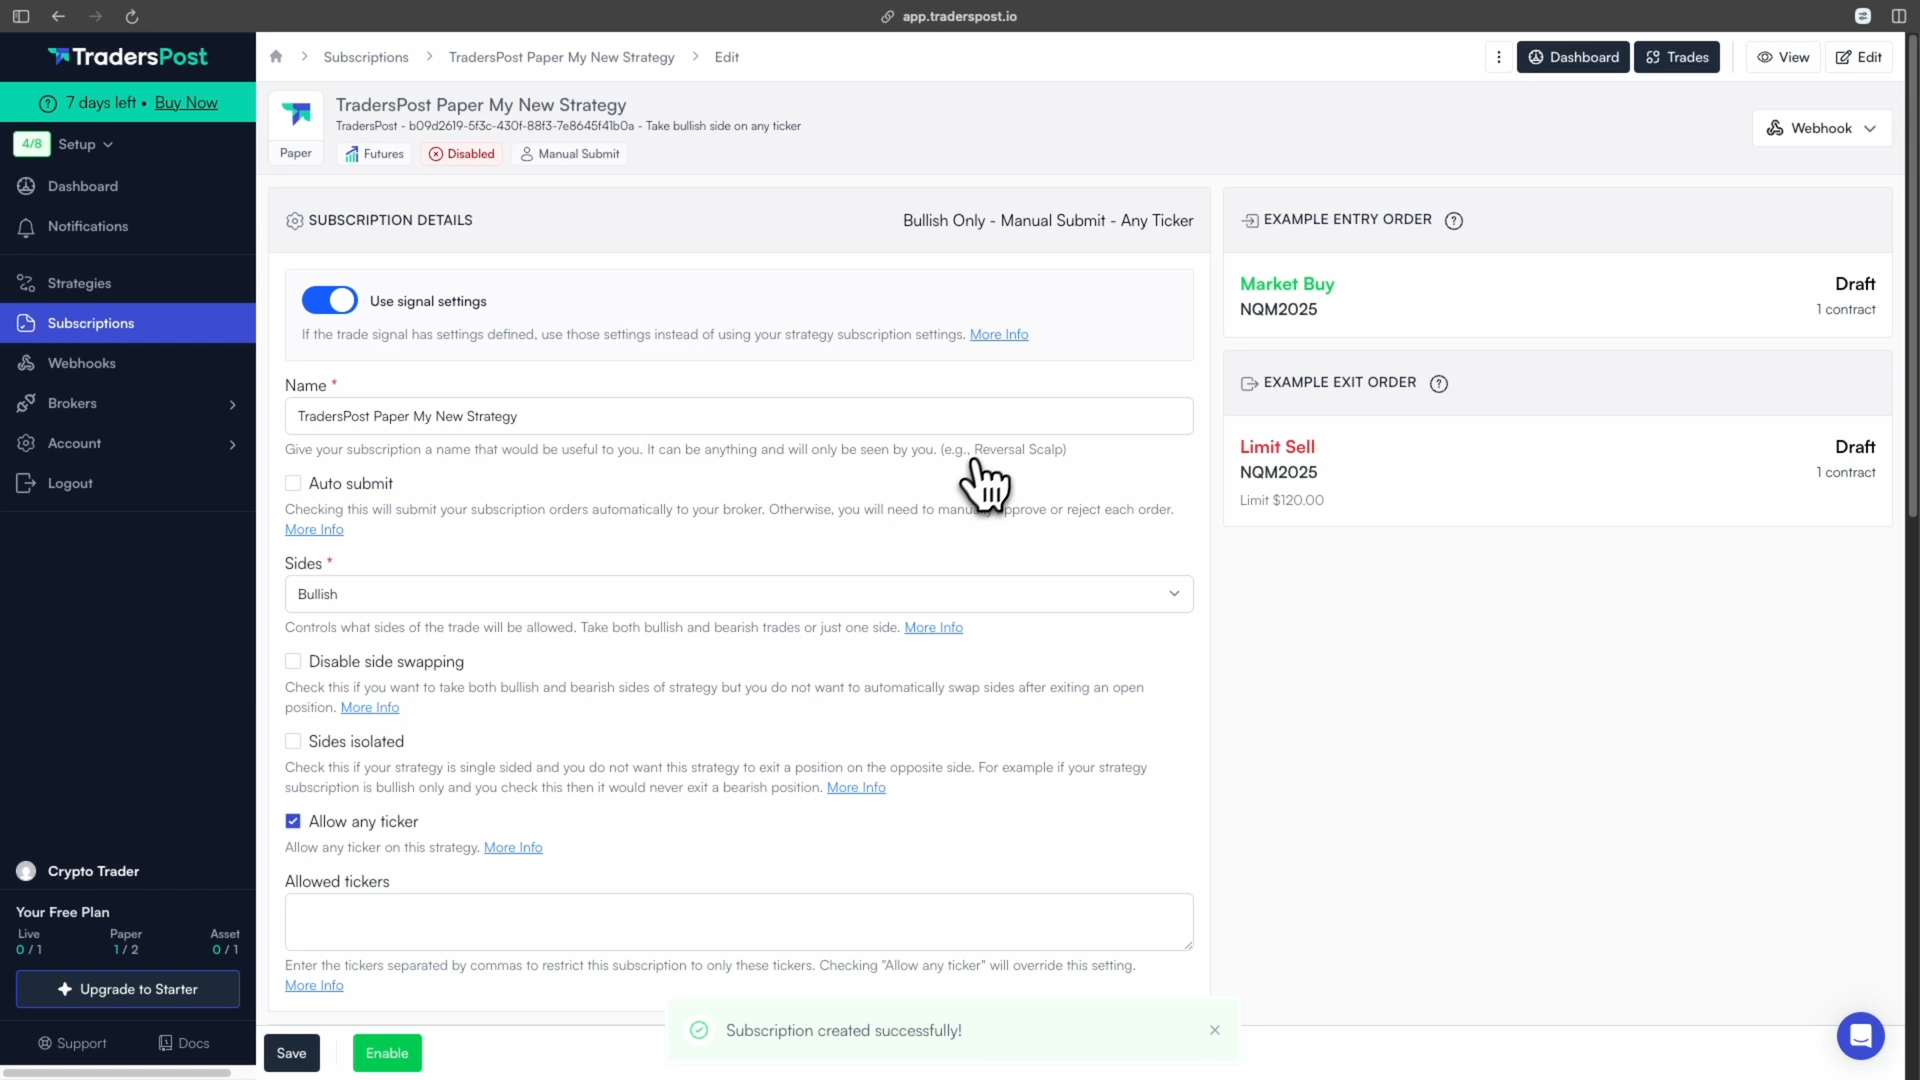 app.traderspost.io
TradersPost
7 days left • Buy Now
4/8 Setup
Dashboard
Notifications
Strategies
Subscriptions
Webhooks
Brokers
Account
Logout
Crypto Trader
Your Free Plan
Live Paper Asset
0 / 1 1 / 2 0 / 1
Upgrade to Starter
Support Docs
Subscriptions TradersPost Paper My New Strategy Edit
Dashboard Trades View Edit
TradersPost Paper My New Strategy
TradersPost - b09d2619-5f3c-430f-88f3-7e8645f41b0a - Take bullish side on any ticker
Paper Futures Disabled Manual Submit
Webhook
SUBSCRIPTION DETAILS Bullish Only - Manual Submit - Any Ticker
Use signal settings
If the trade signal has settings defined, use those settings instead of using your strategy subscription settings. More Info
Name *
TradersPost Paper My New Strategy
Give your subscription a name that would be useful to you. It can be anything and will only be seen by you. (e.g., Reversal Scalp)
Auto submit
Checking this will submit your subscription orders automatically to your broker. Otherwise, you will need to or reject each order.
More Info
Sides *
Bullish
Controls what sides of the trade will be allowed. Take both bullish and bearish trades or just one side. More Info
Disable side swapping
Check this if you want to take both bullish and bearish sides of strategy but you do not want to automatically swap sides after exiting an open
position. More Info
Sides isolated
Check this if your strategy is single sided and you do not want this strategy to exit a position on the opposite side. For example if your strategy
subscription is bullish only and you check this then it would never exit a bearish position. More Info
Allow any ticker
Allow any ticker on this strategy. More Info
Allowed tickers
Enter the tickers separated by commas to restrict this subscription to only these tickers. Checking "Allow any ticker" will override this setting.
More Info
Save Enable
Subscription created successfully!
EXAMPLE ENTRY ORDER
Market Buy Draft
NQM2025 1 contract
EXAMPLE EXIT ORDER
Limit Sell Draft
NQM2025 1 contract
Limit $120.00